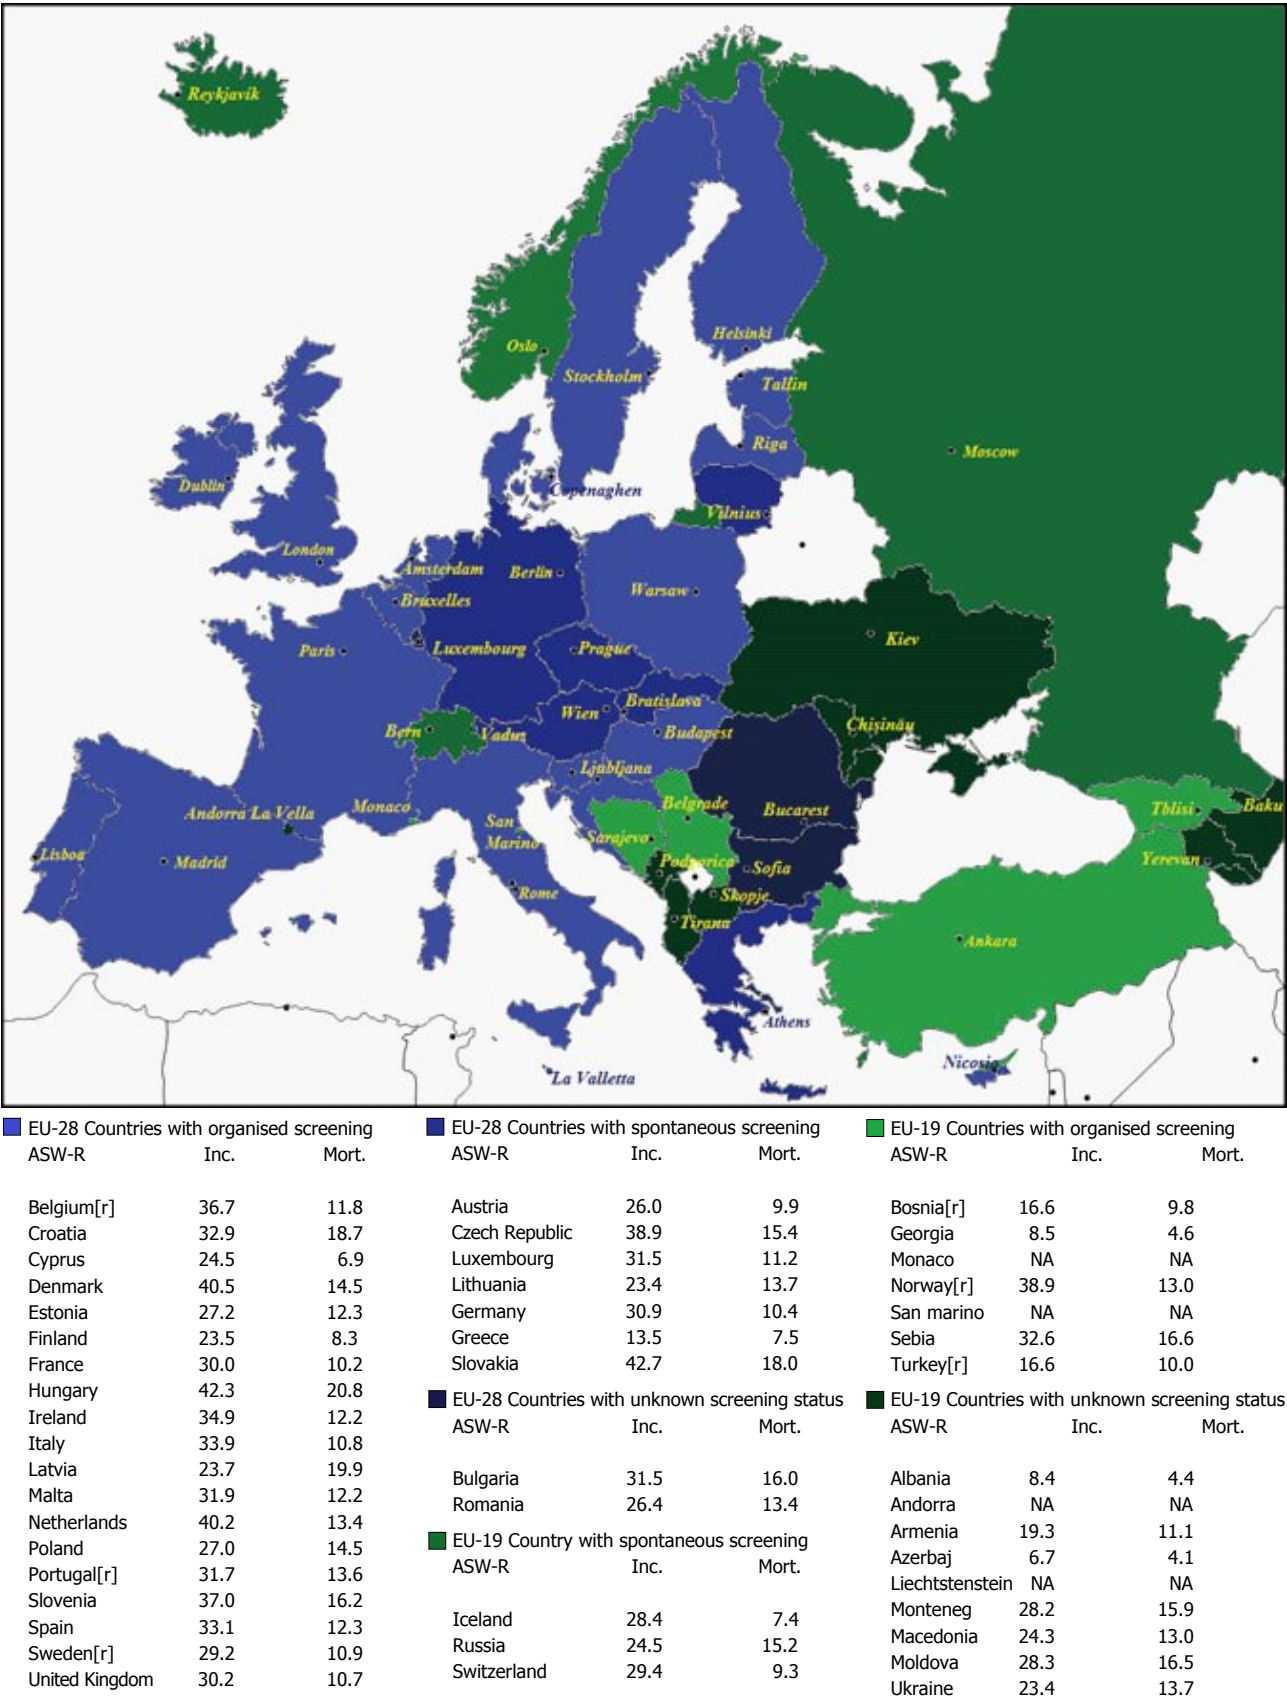 Reykjavík
Oslo
Stockholm
Helsinki
Tallin
Riga
Moscow
Dublin
Copenaghen
Vilnius
London
Amsterdam
Berlin
Warsaw
Bruxelles
Kiev
Paris
Luxembourg
Prague
Bratislava
Wien
Bern
Vaduz
Budapest
Chișinău
Ljubljana
Andorra La Vella
Monaco
San
Marino
Belgrade
Bucarest
Tblisi
Baku
Sarajevo
Lisboa
Madrid
Podgorica
Sofia
Yerevan
Rome
Skopje
Tirana
Ankara
Athens
Nicosia
La Valletta
EU-28 Countries with organised screening
ASW-R Inc. Mort.
Belgium[r] 36.7 11.8
Croatia 32.9 18.7
Cyprus 24.5 6.9
Denmark 40.5 14.5
Estonia 27.2 12.3
Finland 23.5 8.3
France 30.0 10.2
Hungary 42.3 20.8
Ireland 34.9 12.2
Italy 33.9 10.8
Latvia 23.7 19.9
Malta 31.9 12.2
Netherlands 40.2 13.4
Poland 27.0 14.5
Portugal[r] 31.7 13.6
Slovenia 37.0 16.2
Spain 33.1 12.3
Sweden[r] 29.2 10.9
United Kingdom 30.2 10.7
EU-28 Countries with spontaneous screening
ASW-R Inc. Mort.
Austria 26.0 9.9
Czech Republic 38.9 15.4
Luxembourg 31.5 11.2
Lithuania 23.4 13.7
Germany 30.9 10.4
Greece 13.5 7.5
Slovakia 42.7 18.0
EU-28 Countries with unknown screening status
ASW-R Inc. Mort.
Bulgaria 31.5 16.0
Romania 26.4 13.4
EU-19 Country with spontaneous screening
ASW-R Inc. Mort.
Iceland 28.4 7.4
Russia 24.5 15.2
Switzerland 29.4 9.3
EU-19 Countries with organised screening
ASW-R Inc. Mort.
Bosnia[r] 16.6 9.8
Georgia 8.5 4.6
Monaco NA NA
Norway[r] 38.9 13.0
San marino NA NA
Sebia 32.6 16.6
Turkey[r] 16.6 10.0
EU-19 Countries with unknown screening status
ASW-R Inc. Mort.
Albania 8.4 4.4
Andorra NA NA
Armenia 19.3 11.1
Azerbaj 6.7 4.1
Liechtstenstein NA NA
Monteneg 28.2 15.9
Macedonia 24.3 13.0
Moldova 28.3 16.5
Ukraine 23.4 13.7